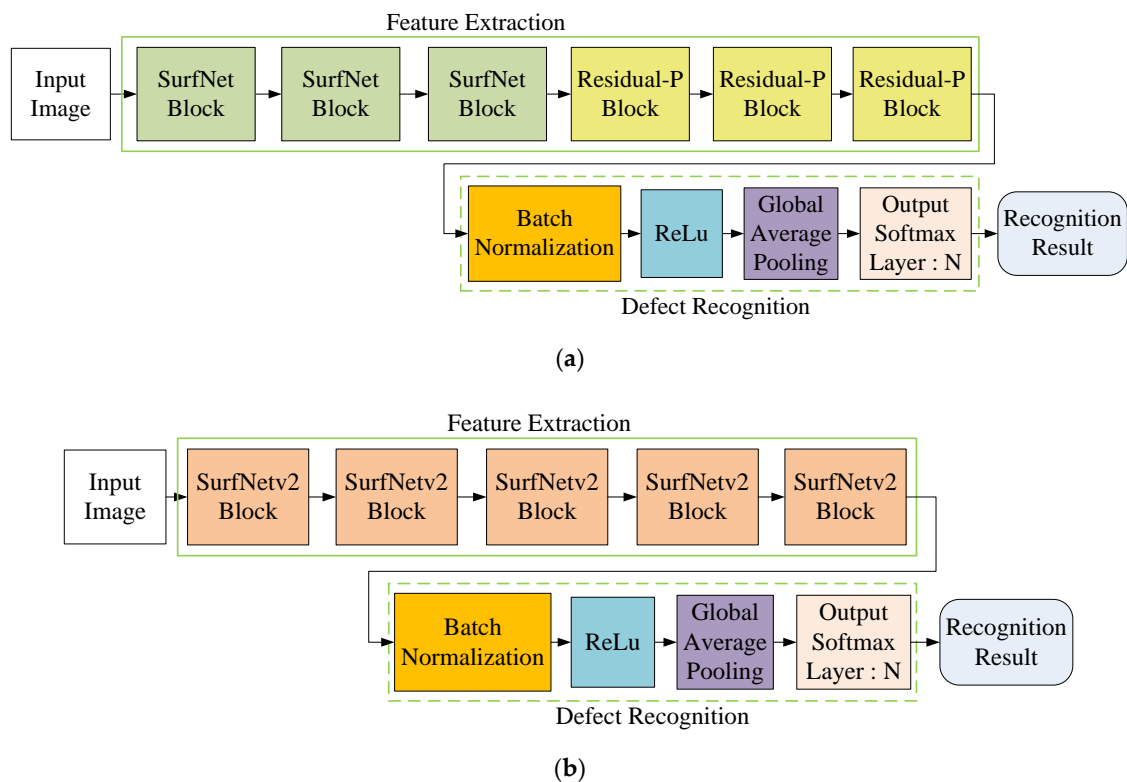 Feature Extraction
Input
Image
SurfNet
Block
SurfNet
Block
SurfNet
Block
Residual-P
Block
Residual-P
Block
Residual-P
Block
Batch
Normalization
ReLu
Global
Average
Pooling
Output
Softmax
Layer : N
Recognition
Result
Defect Recognition
(a)
Feature Extraction
Input
Image
SurfNetv2
Block
SurfNetv2
Block
SurfNetv2
Block
SurfNetv2
Block
SurfNetv2
Block
Batch
Normalization
ReLu
Global
Average
Pooling
Output
Softmax
Layer : N
Recognition
Result
Defect Recognition
(b)